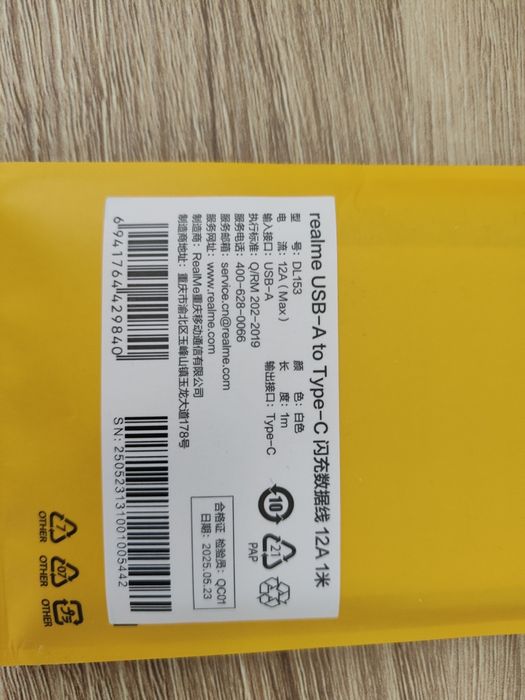 realme USB-A to Type-C 闪充数据线 12A 1米
型 号：DL153
颜 色：白色
电 流：12A（Max）
长 度：1m
输入接口：USB-A
输出接口：Type-C
执行标准：Q/RM 202-2019
服务电话：400-628-0066
服务邮箱：service.cn@realme.com
服务网址：www.realme.com
制造商：RealMe重庆移动通信有限公司
制造商地址：重庆市渝北区玉峰山镇玉龙大道178号
10
21
PAP
合格证 检验员：QC01
日期：2025.05.23
6 941764 429840
SN: 250523131001005442
7
OTHER
07
OTHER
OTHER